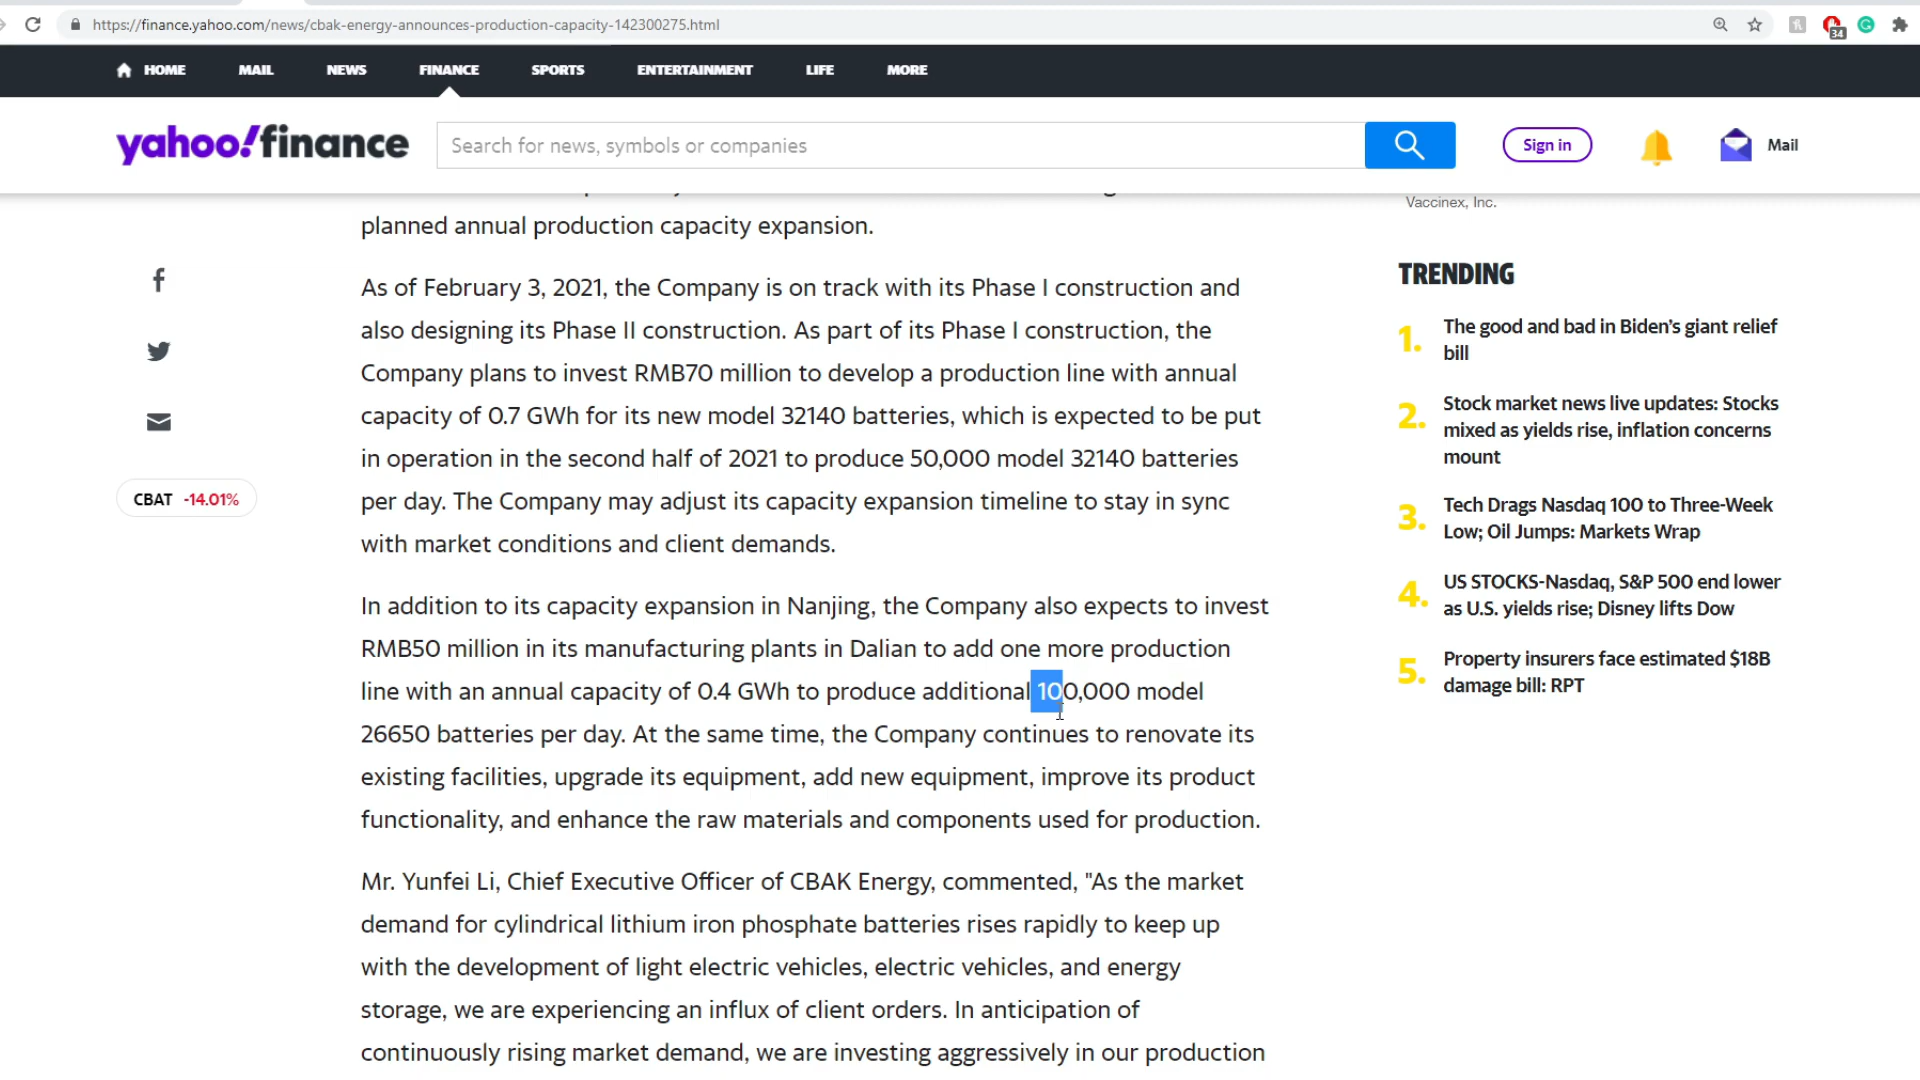 https://finance.yahoo.com/news/cbak-energy-announces-production-capacity-142300275.html
34
HOME MAIL NEWS FINANCE SPORTS ENTERTAINMENT LIFE MORE
yahoo!finance
Search for news, symbols or companies
Sign in
Mail
planned annual production capacity expansion.
As of February 3, 2021, the Company is on track with its Phase I construction and
also designing its Phase II construction. As part of its Phase I construction, the
Company plans to invest RMB70 million to develop a production line with annual
capacity of 0.7 GWh for its new model 32140 batteries, which is expected to be put
in operation in the second half of 2021 to produce 50,000 model 32140 batteries
per day. The Company may adjust its capacity expansion timeline to stay in sync
with market conditions and client demands.
In addition to its capacity expansion in Nanjing, the Company also expects to invest
RMB50 million in its manufacturing plants in Dalian to add one more production
line with an annual capacity of 0.4 GWh to produce additional 100,000 model
26650 batteries per day. At the same time, the Company continues to renovate its
existing facilities, upgrade its equipment, add new equipment, improve its product
functionality, and enhance the raw materials and components used for production.
Mr. Yunfei Li, Chief Executive Officer of CBAK Energy, commented, "As the market
demand for cylindrical lithium iron phosphate batteries rises rapidly to keep up
with the development of light electric vehicles, electric vehicles, and energy
storage, we are experiencing an influx of client orders. In anticipation of
continuously rising market demand, we are investing aggressively in our production
CBAT -14.01%
Vaccinex, Inc.
TRENDING
1. The good and bad in Biden's giant relief
bill
2. Stock market news live updates: Stocks
mixed as yields rise, inflation concerns
mount
3. Tech Drags Nasdaq 100 to Three-Week
Low; Oil Jumps: Markets Wrap
4. US STOCKS-Nasdaq, S&P 500 end lower
as U.S. yields rise; Disney lifts Dow
5. Property insurers face estimated $18B
damage bill: RPT